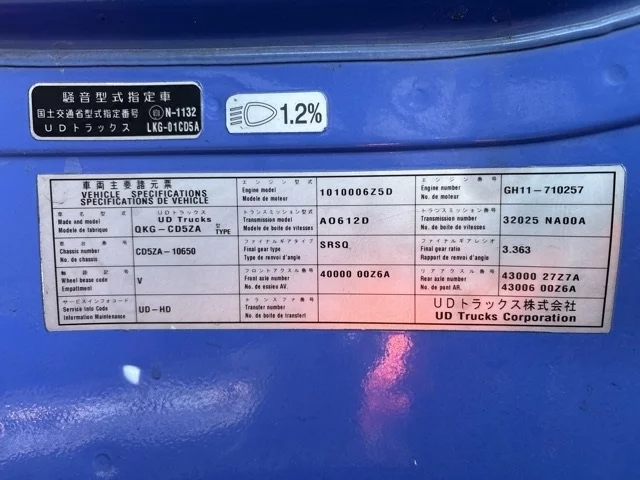 騒音型式指定車
国土交通省型式指定番号 自N-1132
UDトラックス LKG-01CD5A
1.2%
車両主要諸元票
VEHICLE SPECIFICATIONS
SPECIFICATIONS DE VEHICLE
エンジン型式
Engine model
Modele de moteur
1010006Z5D
エンジン番号
Engine number
No. de moteur
GH11-710257
車名型式
Made and model
Modele de fabrique
UDトラックス
UD Trucks
QKG-CD5ZA 型 TYPE
トランスミッション型式
Transmission model
Modele de boite de vitesses
AO612D
トランスミッション番号
Transmission number
No. de boite de vitesses
32025 NA00A
車台番号
Chassis number
No. de chassis
CD5ZA-10650
ファイナルギアタイプ
Final gear type
Type de renvoi d'angle
SRSQ
ファイナルギアレシオ
Final gear ratio
Rapport de renvoi d'angle
3.363
軸距記号
Wheel base code
Empattment
V
フロントアクスル番号
Front axle number
No. de essieu AV.
40000 00Z6A
リアアクスル番号
Rear axle number
No. de pont AR.
43000 27Z7A
43006 00Z6A
サービスインフォコード
Service info Code
Information Maintenance
UD-HD
トランスファ番号
Transfer number
No. de boite de transfert
UDトラックス株式会社
UD Trucks Corporation